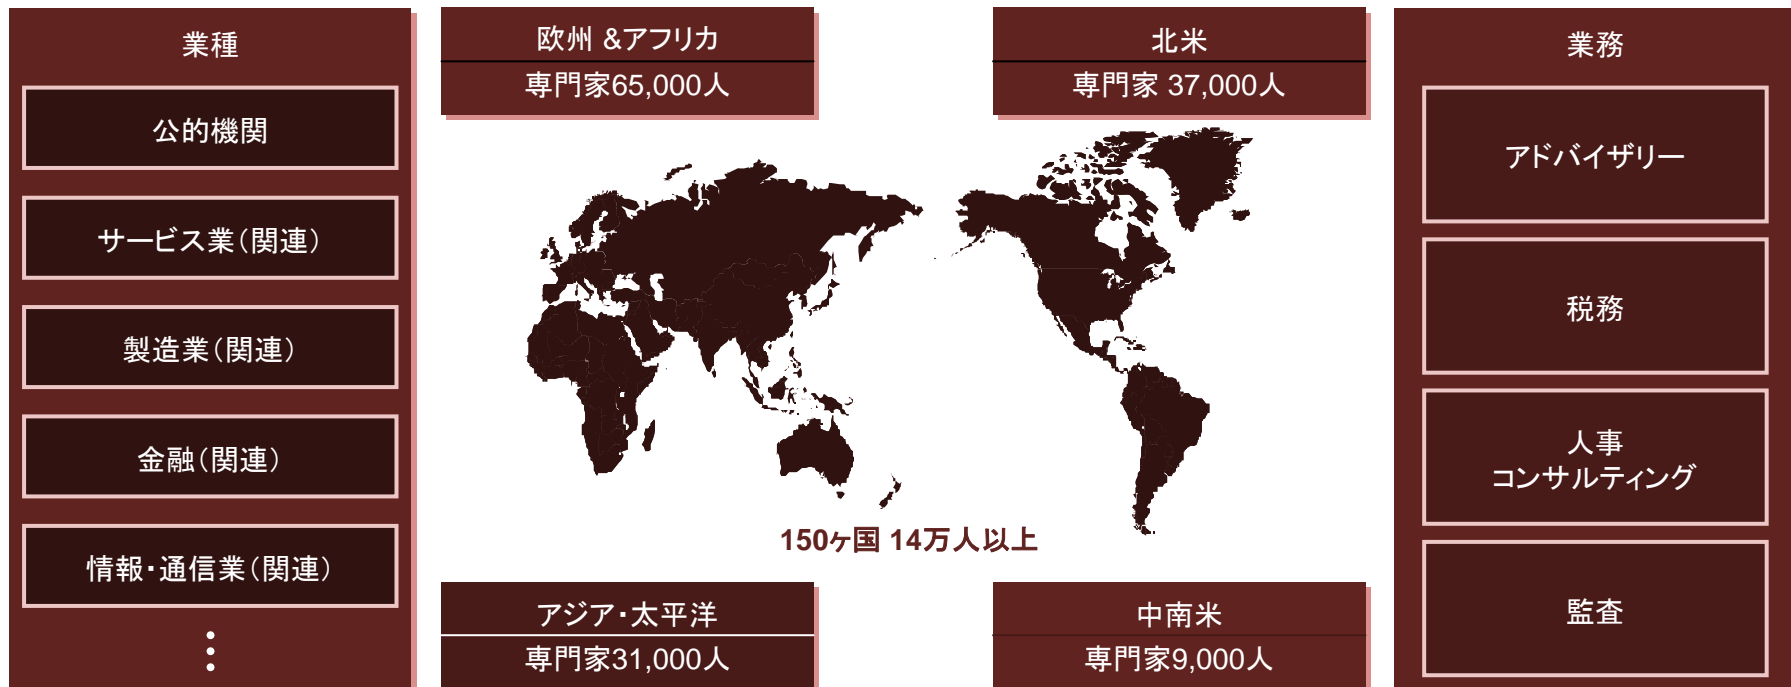 業種
公的機関
サービス業（関連）
製造業（関連）
金融（関連）
情報・通信業（関連）
欧州 &アフリカ
専門家65,000人
北米
専門家 37,000人
150ヶ国 14万人以上
アジア・太平洋
専門家31,000人
中南米
専門家9,000人
業務
アドバイザリー
税務
人事
コンサルティング
監査